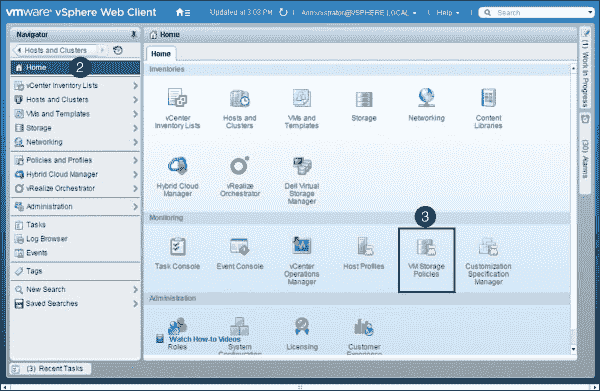 vmware® vSphere Web Client
Updated at 3:03 PM
Administrator@VSPHERE.LOCAL
Help
Search
Navigator
Hosts and Clusters
Home
2
vCenter Inventory Lists
Hosts and Clusters
VMs and Templates
Storage
Networking
Policies and Profiles
Hybrid Cloud Manager
vRealize Orchestrator
Administration
Tasks
Log Browser
Events
Tags
New Search
Saved Searches
Home
Home
Inventories
vCenter Inventory Lists
Hosts and Clusters
VMs and Templates
Storage
Networking
Content Libraries
Hybrid Cloud Manager
vRealize Orchestrator
Dell Virtual Storage Manager
Monitoring
3
Task Console
Event Console
vCenter Operations Manager
Host Profiles
VM Storage Policies
Customization Specification Manager
Administration
Roles
System Configuration
Licensing
Customer Experience
Watch How-to Videos
(1) Work In Progress
(30) Alarms
(3) Recent Tasks